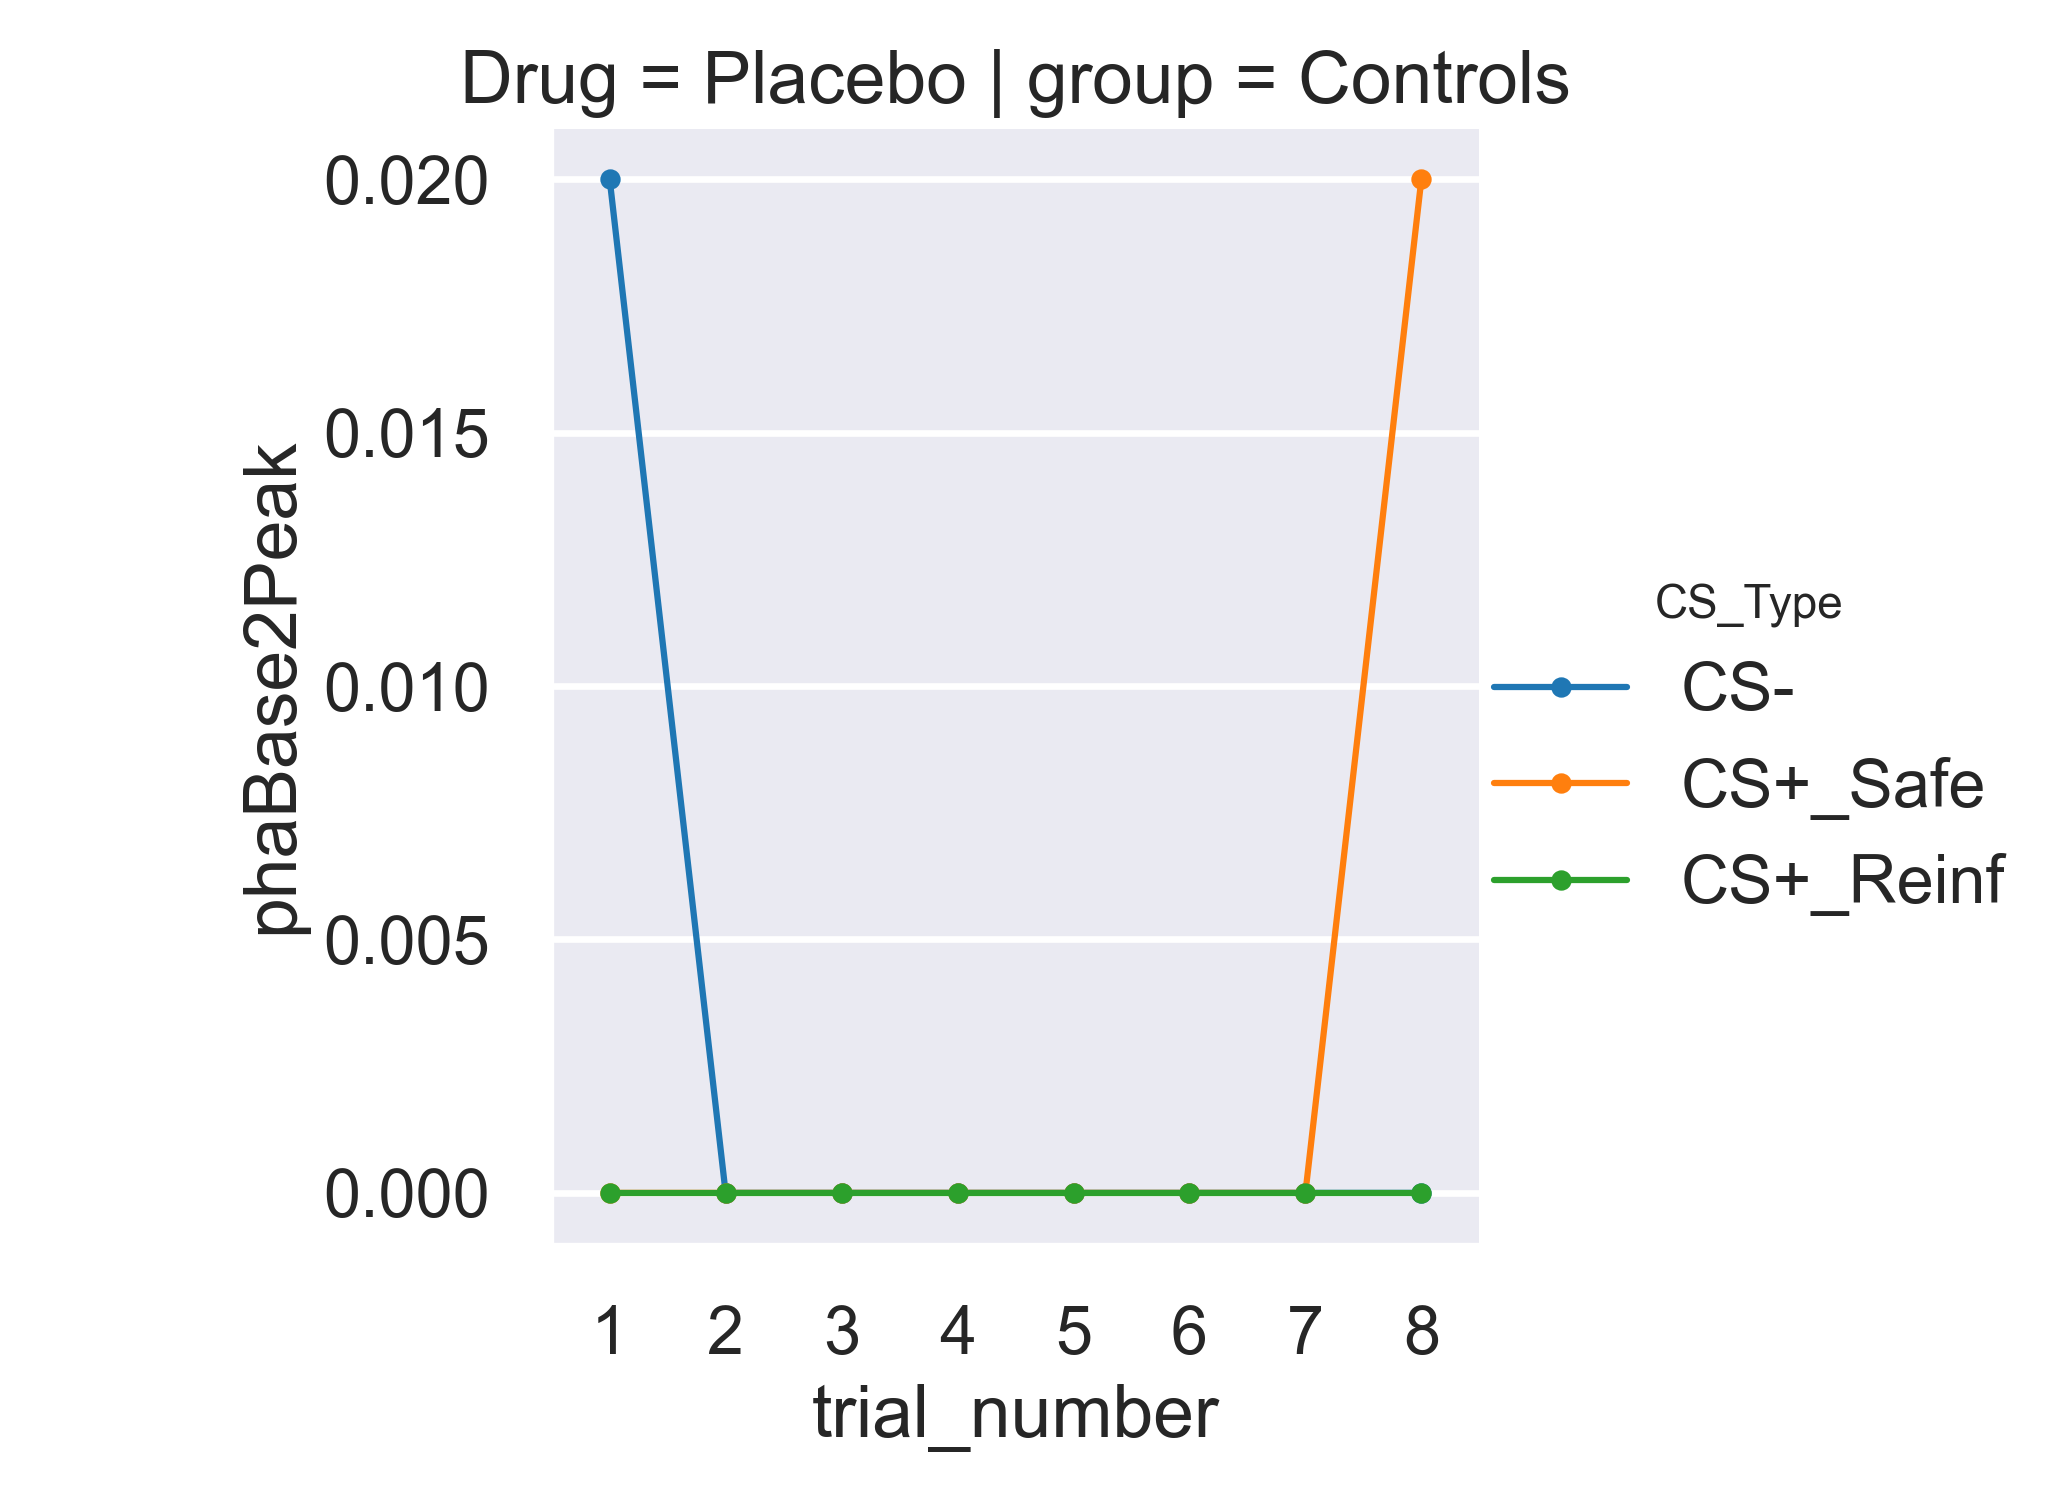 Drug = Placebo | group = Controls
0.020
0.015
0.010
0.005
0.000
phaBase2Peak
1 2 3 4 5 6 7 8
trial_number
CS_Type
CS-
CS+_Safe
CS+_Reinf